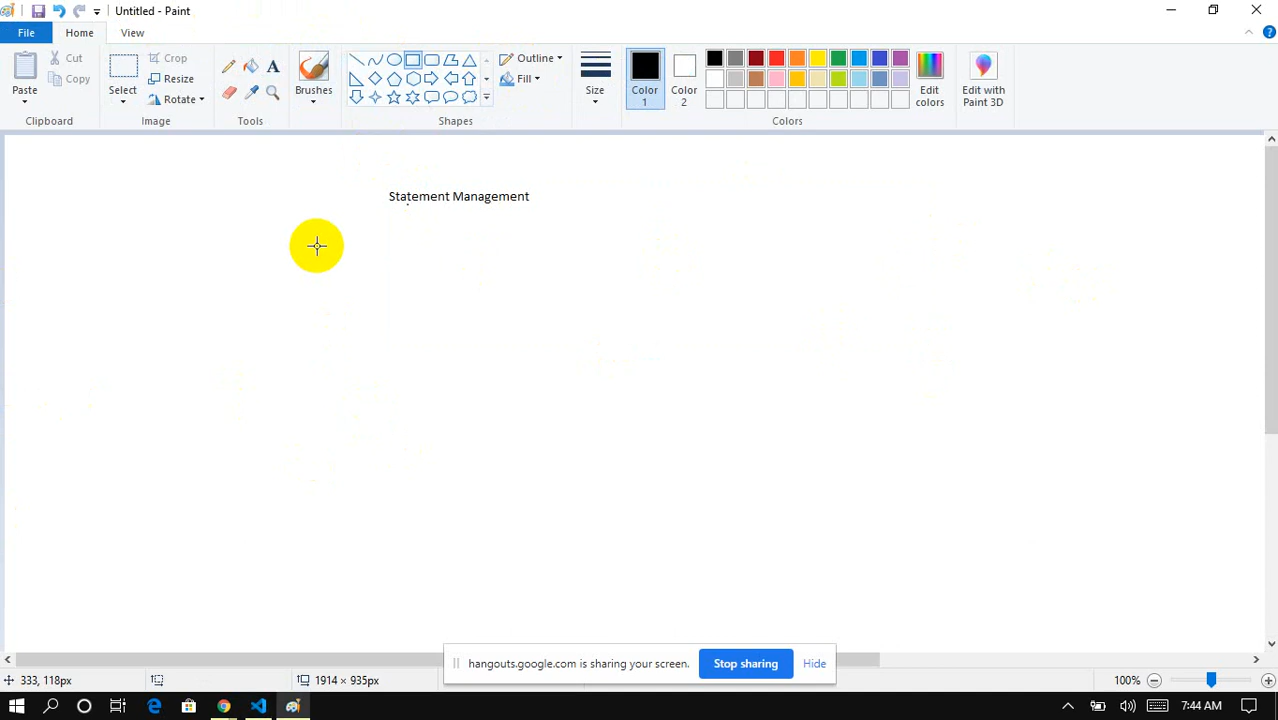 Untitled - Paint
File
Home
View
Paste
Cut
Copy
Clipboard
Select
Crop
Resize
Rotate
Image
A
Tools
Brushes
Outline
Fill
Shapes
Size
Color 1
Color 2
Edit colors
Colors
Edit with Paint 3D
Statement Management
hangouts.google.com is sharing your screen.
Stop sharing
Hide
333, 118px
1914 × 935px
100%
7:44 AM